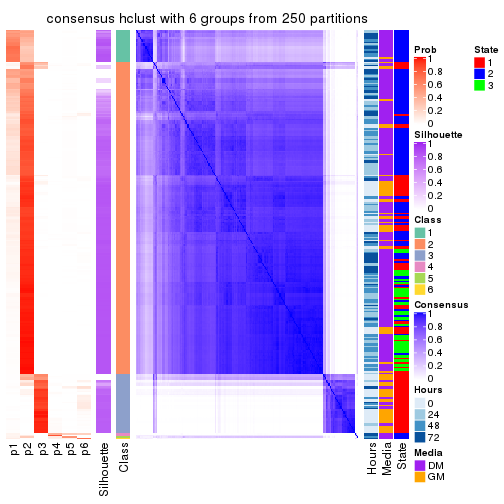 consensus hclust with 6 groups from 250 partitions
Prob
1
0.8
0.6
0.4
0.2
0
State
1
2
3
Silhouette
1
0.8
0.6
0.4
0.2
0
Class
1
2
3
4
5
6
Consensus
1
0.8
0.6
0.4
0.2
0
Hours
0
24
48
72
Media
DM
GM
p1
p2
p3
p4
p5
p6
Silhouette
Class
Hours
Media
State